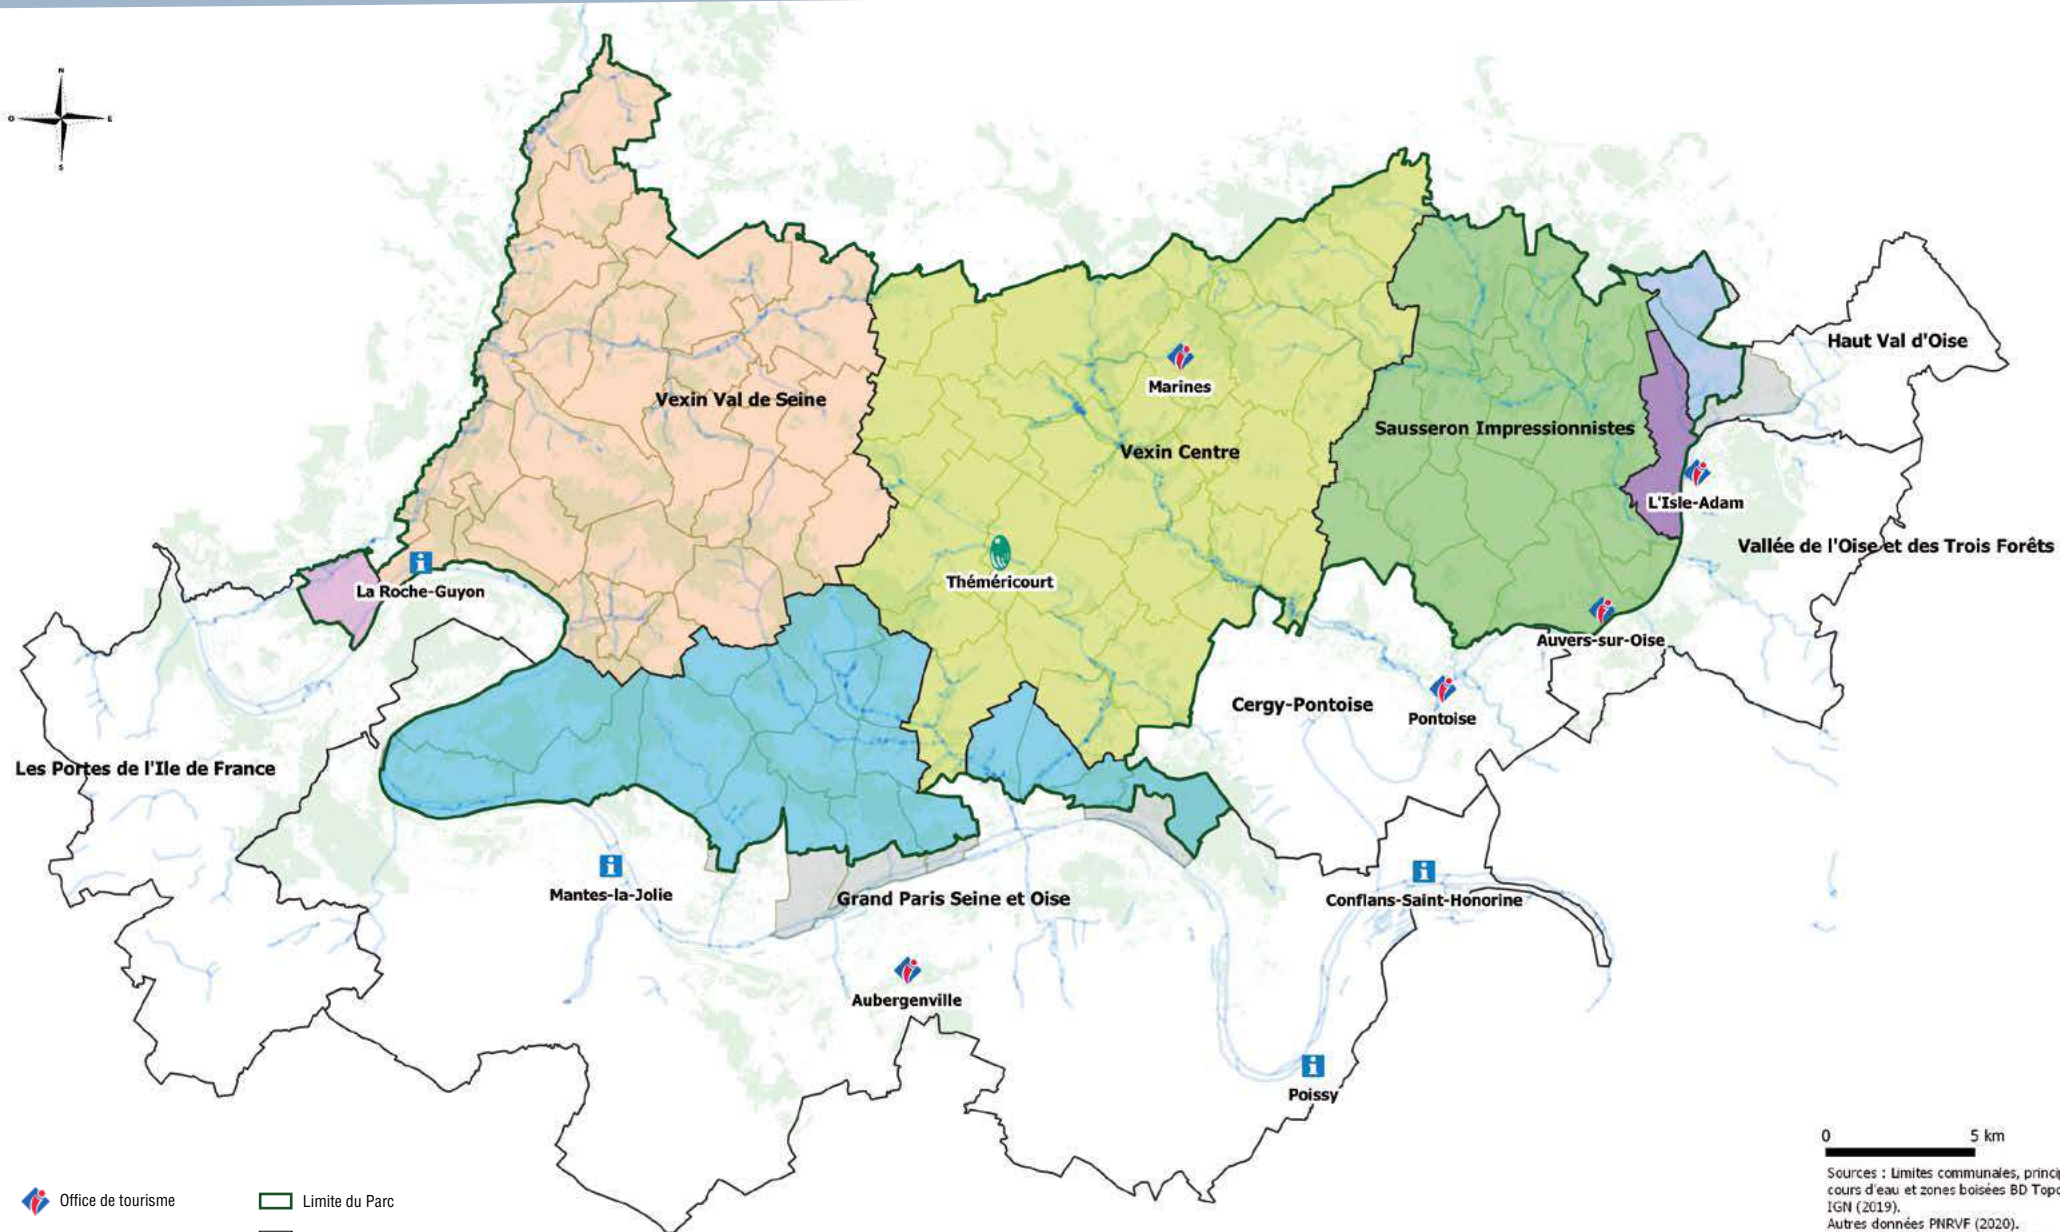 N
O E
S
Haut Val d'Oise
Marines
Vexin Val de Seine
Sausseron Impressionnistes
Vexin Centre
L'Isle-Adam
Vallée de l'Oise et des Trois Forêts
Théméricourt
La Roche-Guyon
Auvers-sur-Oise
Cergy-Pontoise
Pontoise
Les Portes de l'Ile de France
Mantes-la-Jolie
Grand Paris Seine et Oise
Conflans-Saint-Honorine
Aubergenville
Poissy
0 5 km
Sources : Limites communales, princip
cours d'eau et zones boisées BD Topo
IGN (2019).
Autres données PNRVF (2020).
Office de tourisme
Limite du Parc